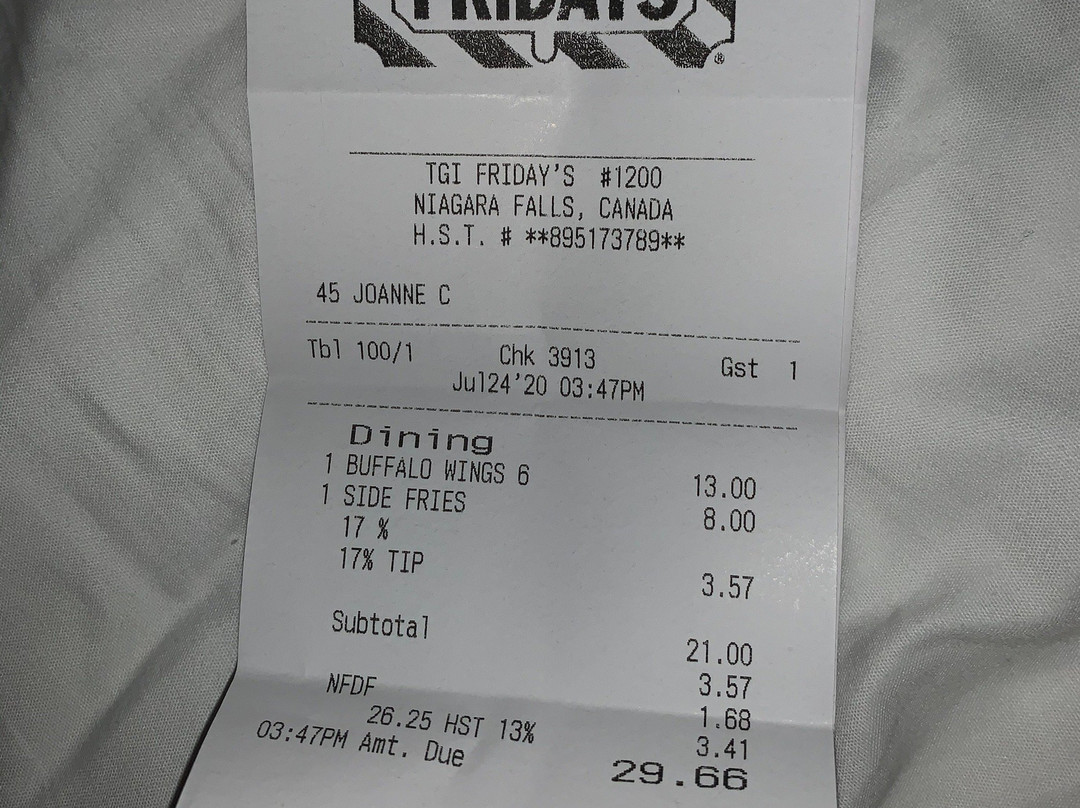 FRIDAYS
®
TGI FRIDAY'S #1200
NIAGARA FALLS, CANADA
H.S.T. # **895173789**
45 JOANNE C
Tbl 100/1 Chk 3913 Gst 1
Jul24'20 03:47PM
Dining
1 BUFFALO WINGS 6 13.00
1 SIDE FRIES 8.00
17 %
17% TIP 3.57
Subtotal 21.00
3.57
NFDF 1.68
26.25 HST 13% 3.41
03:47PM Amt. Due 29.66